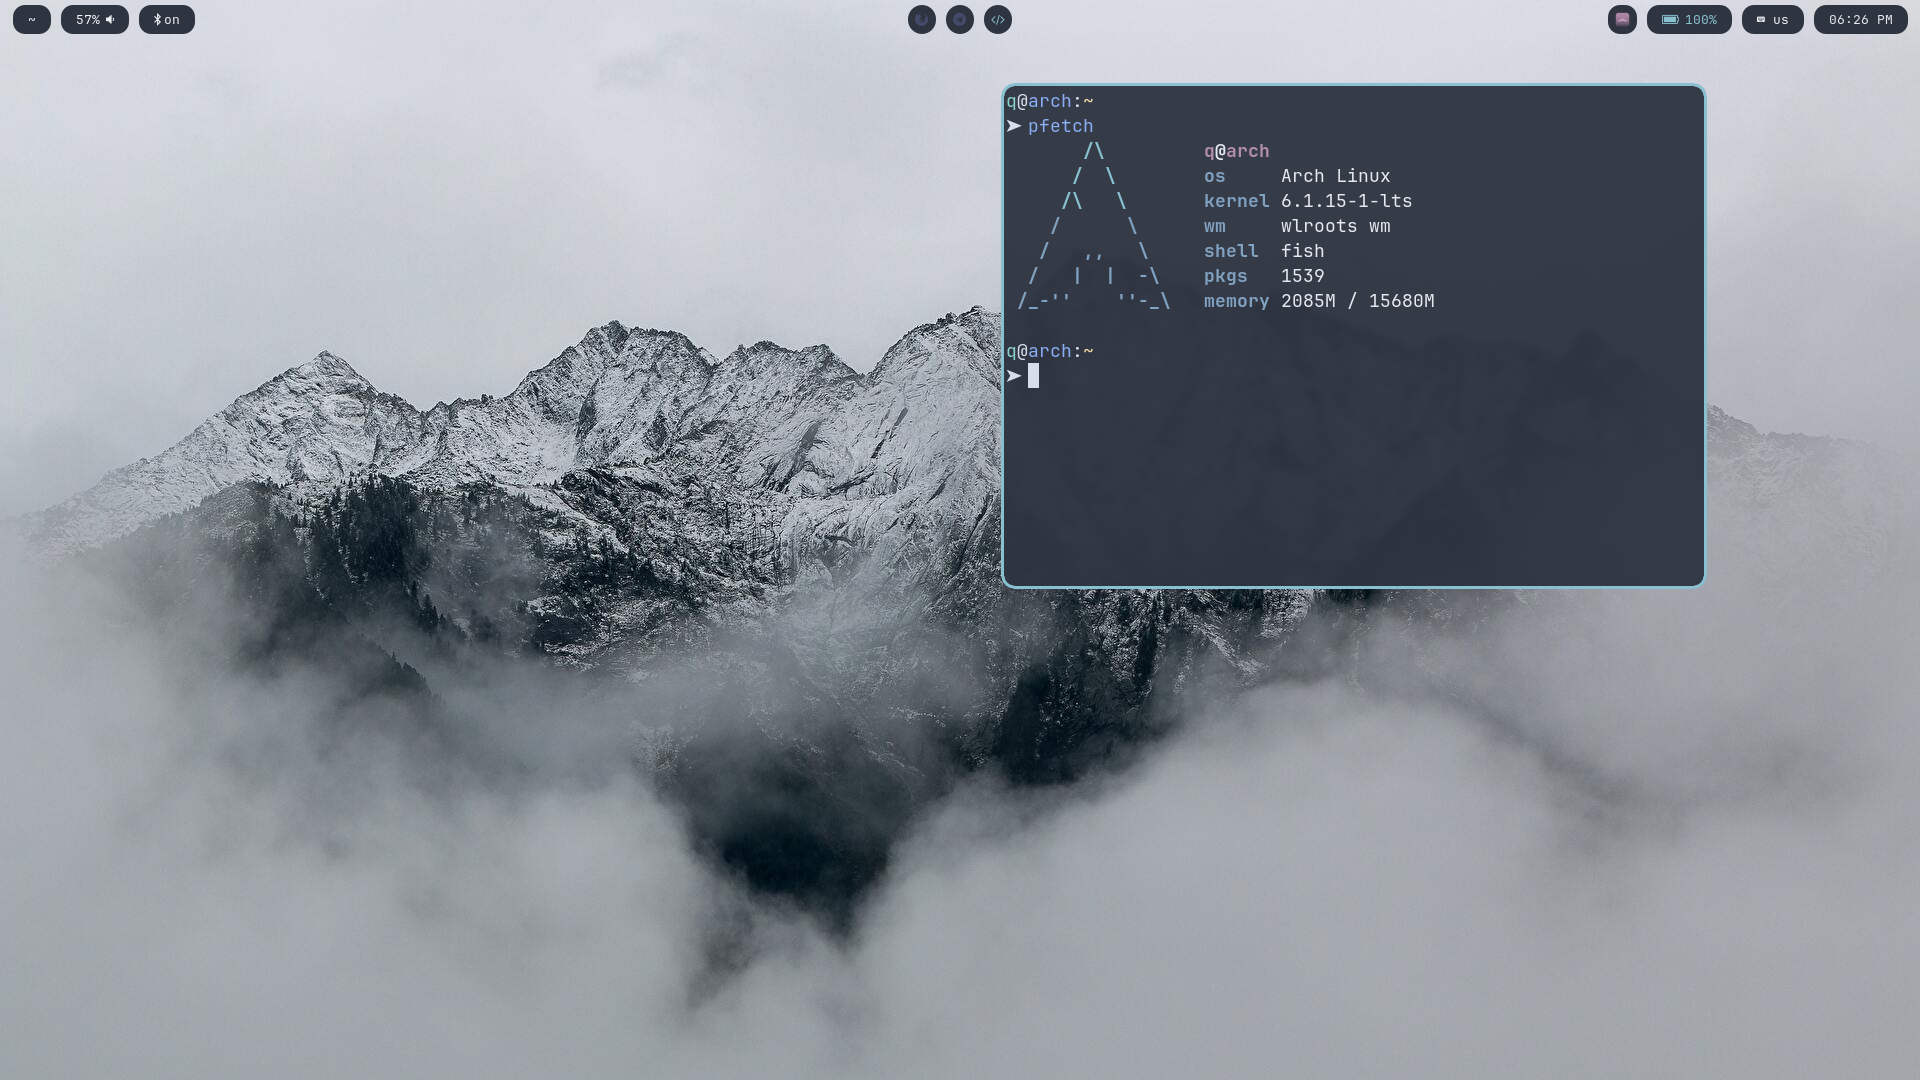 ~ 57% on </> 100% us 06:26 PM
q@arch:~
➤ pfetch
       /\         q@arch
      /  \        os     Arch Linux
     /\   \       kernel 6.1.15-1-lts
    /      \      wm     wlroots wm
   /   ,,   \     shell  fish
  /   |  |  -\    pkgs   1539
 /_-''    ''-_\   memory 2085M / 15680M
q@arch:~
➤